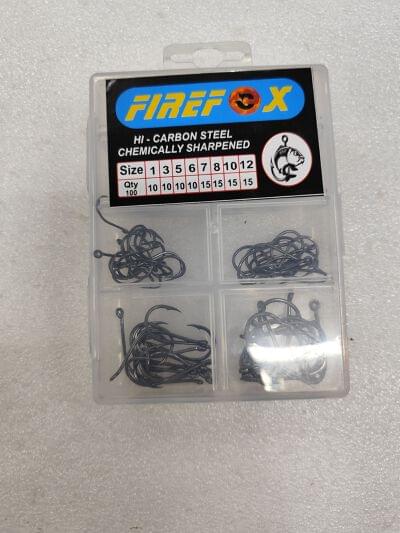 FIREFOX
HI - CARBON STEEL
CHEMICALLY SHARPENED
Size 1 3 5 6 7 8 10 12
Qty 100 10 10 10 10 15 15 15 15